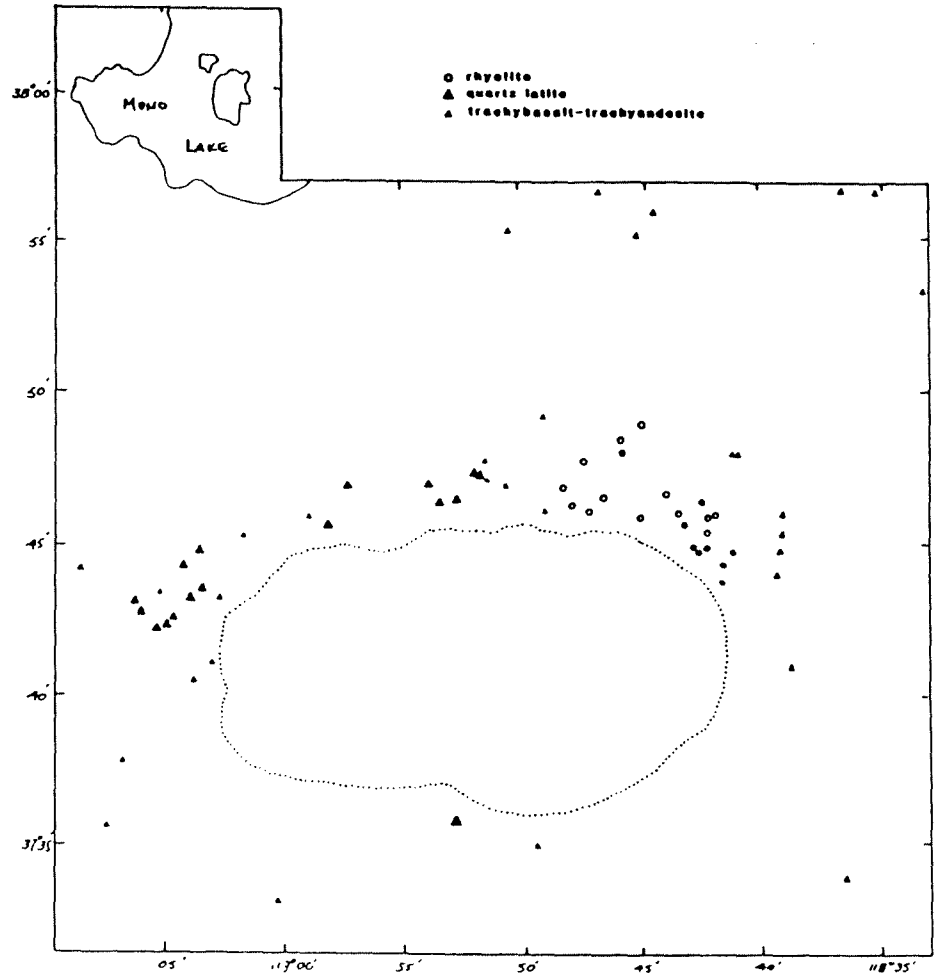 38°00'
MONO
LAKE
rhyolite
quartz latite
trachybasalt-trachyandesite
55'
50'
45'
40'
37°35'
05'
119°00'
55'
50'
45'
40'
118°35'